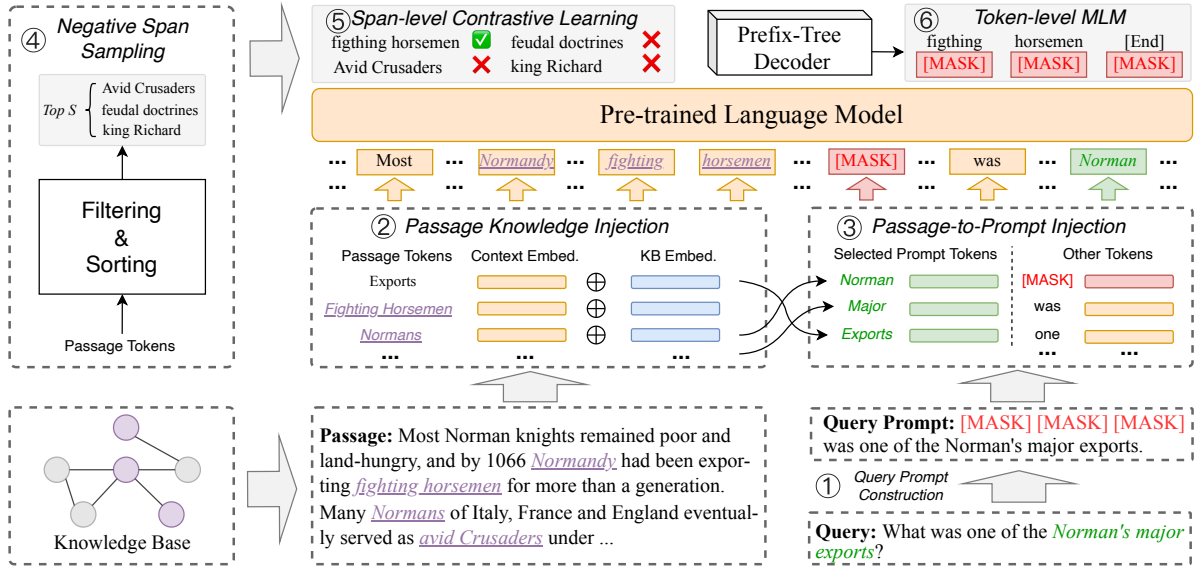 ④ Negative Span
Sampling
Top S
Avid Crusaders
feudal doctrines
king Richard
Filtering
&
Sorting
Passage Tokens
⑤ Span-level Contrastive Learning
figthing horsemen ✅ feudal doctrines ❌
Avid Crusaders ❌ king Richard ❌
Prefix-Tree
Decoder
⑥ Token-level MLM
figthing horsemen [End]
[MASK] [MASK] [MASK]
Pre-trained Language Model
... Most ... Normandy ... fighting horsemen ... [MASK] ... was ... Norman ...
... ... ... ... ... ... ...
② Passage Knowledge Injection
Passage Tokens Context Embed. KB Embed.
Exports ⊕
Fighting Horsemen ⊕
Normans ⊕
... ... ...
③ Passage-to-Prompt Injection
Selected Prompt Tokens Other Tokens
Norman [MASK]
Major was
Exports one
... ...
Knowledge Base
Passage: Most Norman knights remained poor and
land-hungry, and by 1066 Normandy had been expor-
ting fighting horsemen for more than a generation.
Many Normans of Italy, France and England eventual-
ly served as avid Crusaders under ...
Query Prompt: [MASK] [MASK] [MASK]
was one of the Norman's major exports.
① Query Prompt
Construction
Query: What was one of the Norman's major
exports?